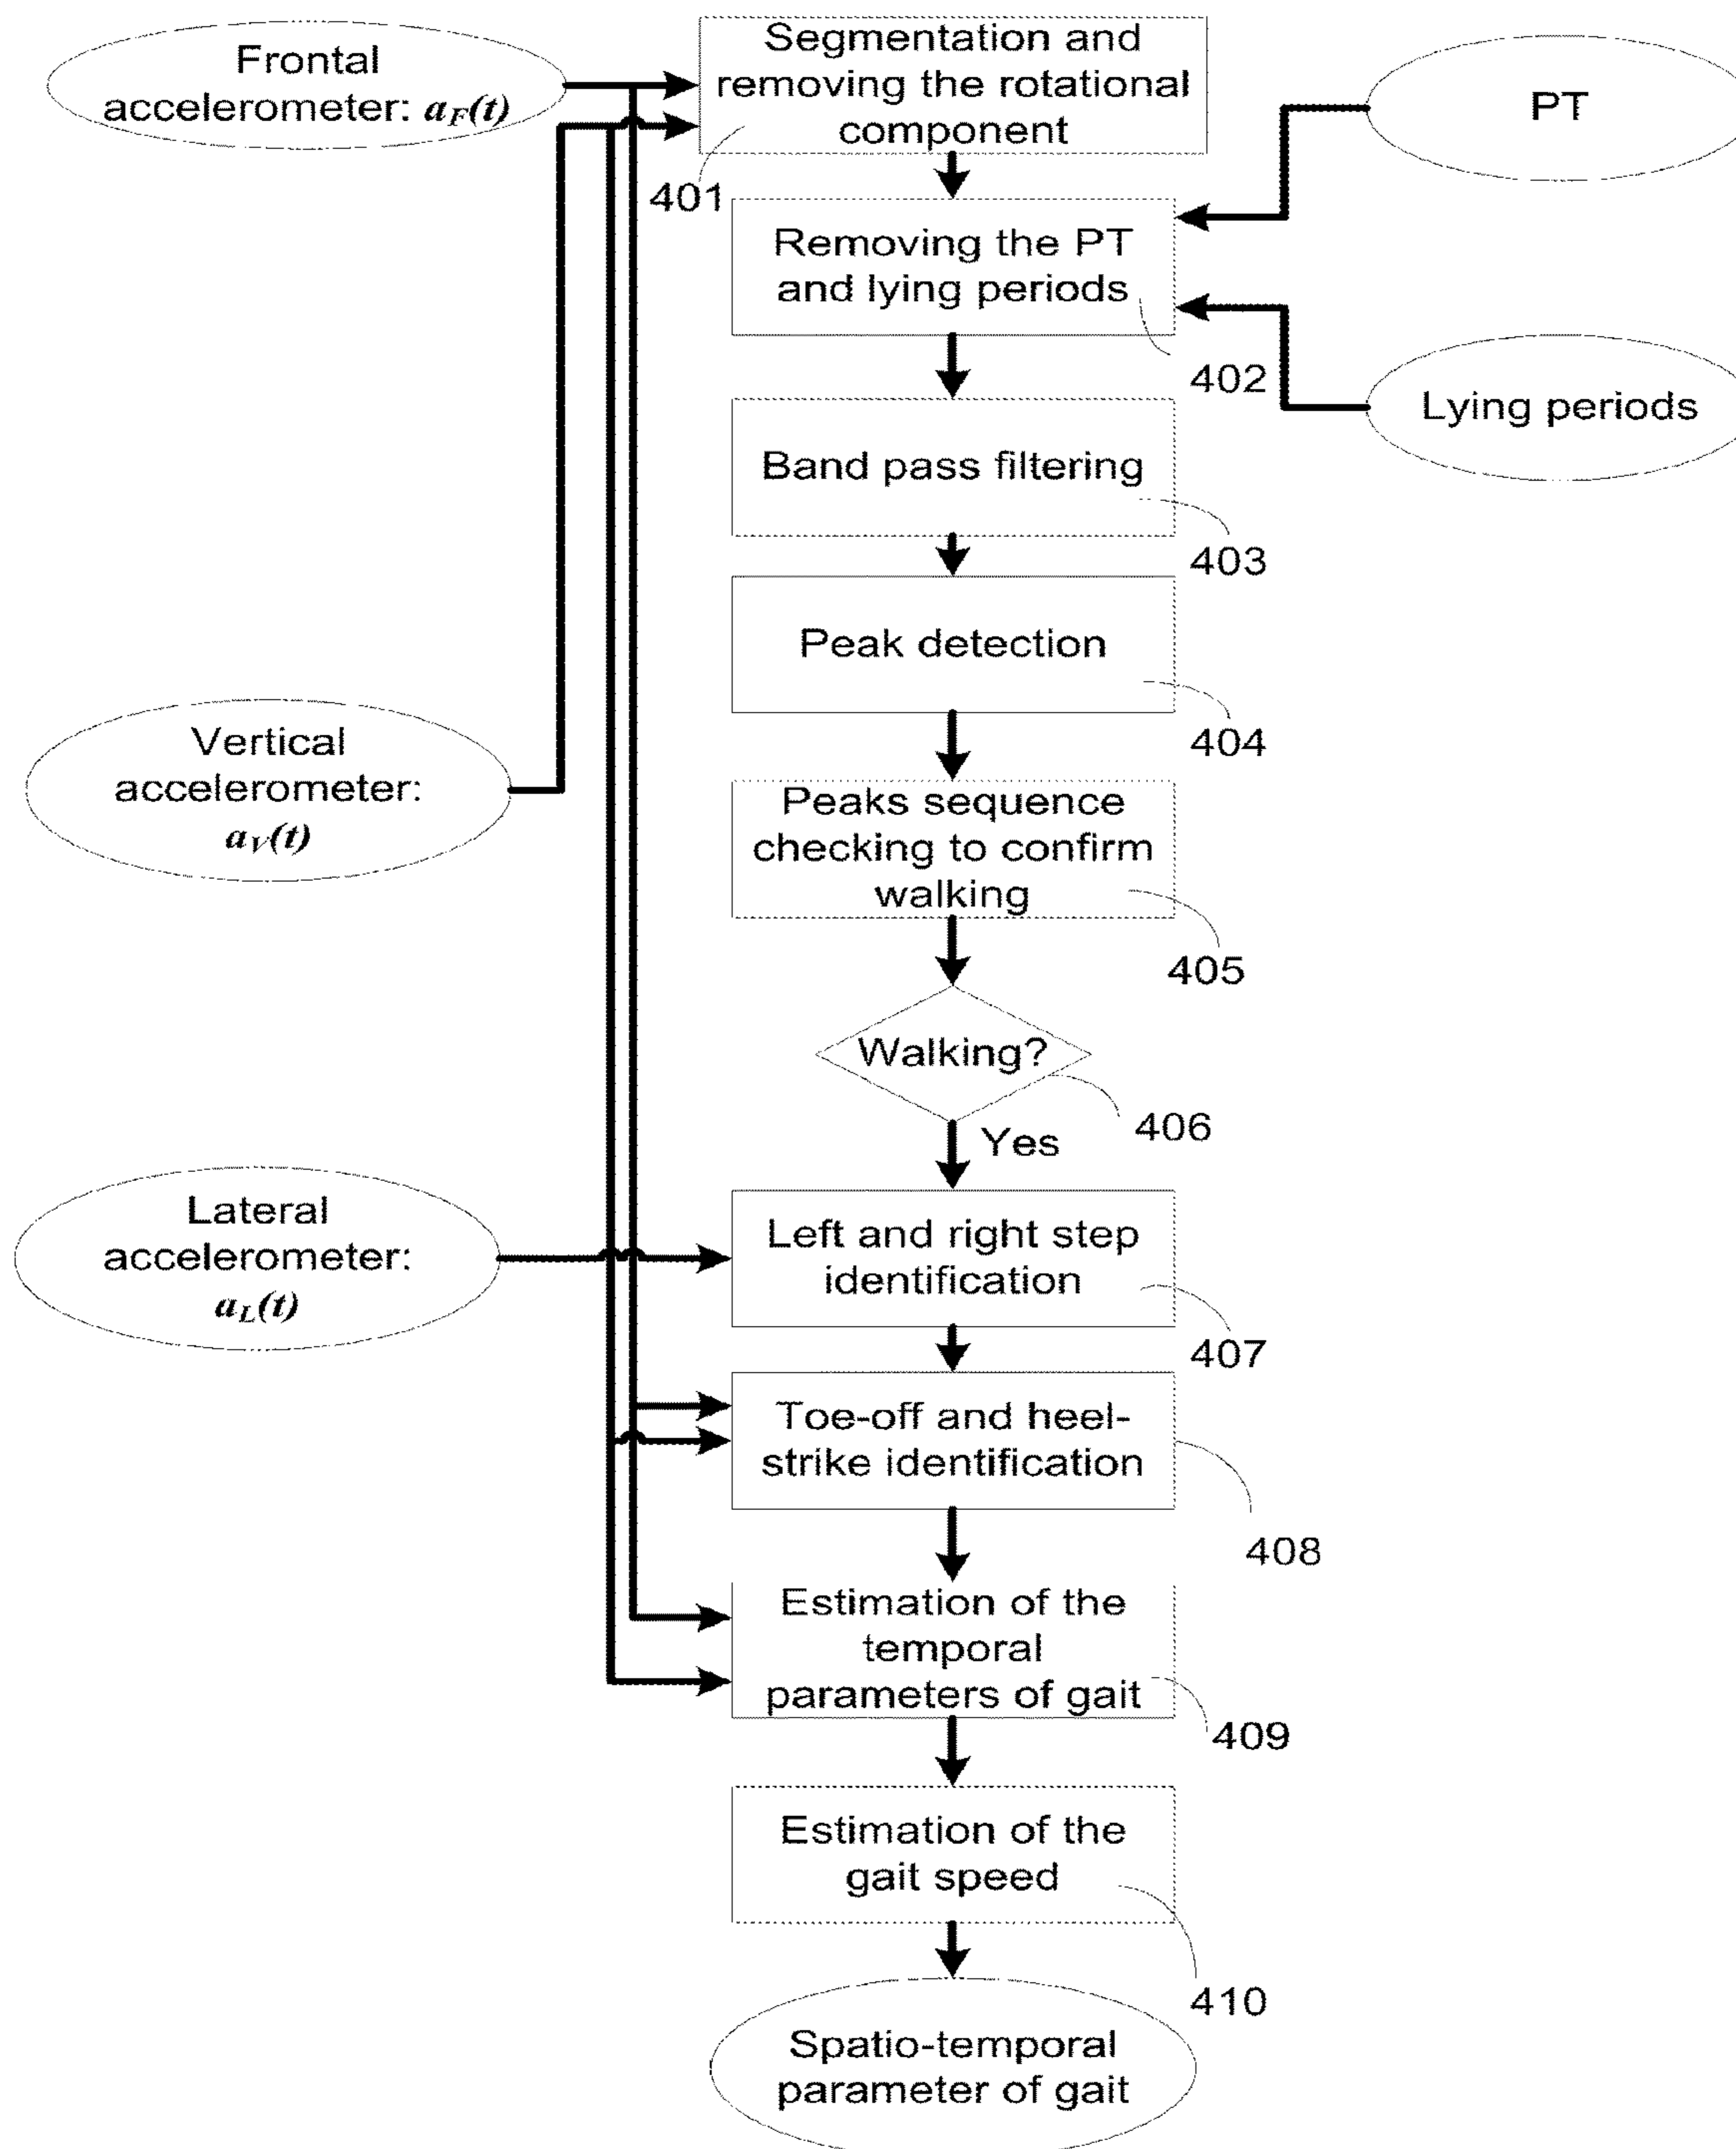 Frontal
accelerometer: a_F(t)
Segmentation and
removing the rotational
component
401
PT
Removing the PT
and lying periods
402
Lying periods
Band pass filtering
403
Peak detection
404
Vertical
accelerometer:
a_V(t)
Peaks sequence
checking to confirm
walking
405
Walking?
406
Yes
Lateral
accelerometer:
a_L(t)
Left and right step
identification
407
Toe-off and heel-
strike identification
408
Estimation of the
temporal
parameters of gait
409
Estimation of the
gait speed
410
Spatio-temporal
parameter of gait